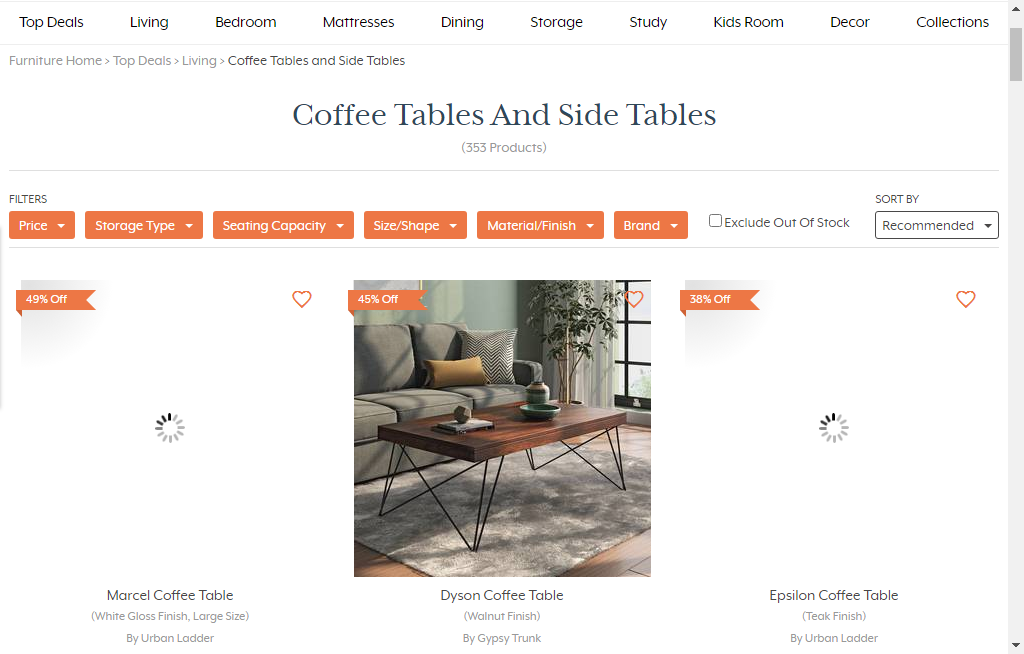 Top Deals Living Bedroom Mattresses Dining Storage Study Kids Room Decor Collections
Furniture Home > Top Deals > Living > Coffee Tables and Side Tables
Coffee Tables And Side Tables
(353 Products)
FILTERS SORT BY
Price Storage Type Seating Capacity Size/Shape Material/Finish Brand Exclude Out Of Stock Recommended
49% Off 45% Off 38% Off
Marcel Coffee Table Dyson Coffee Table Epsilon Coffee Table
(White Gloss Finish, Large Size) (Walnut Finish) (Teak Finish)
By Urban Ladder By Gypsy Trunk By Urban Ladder